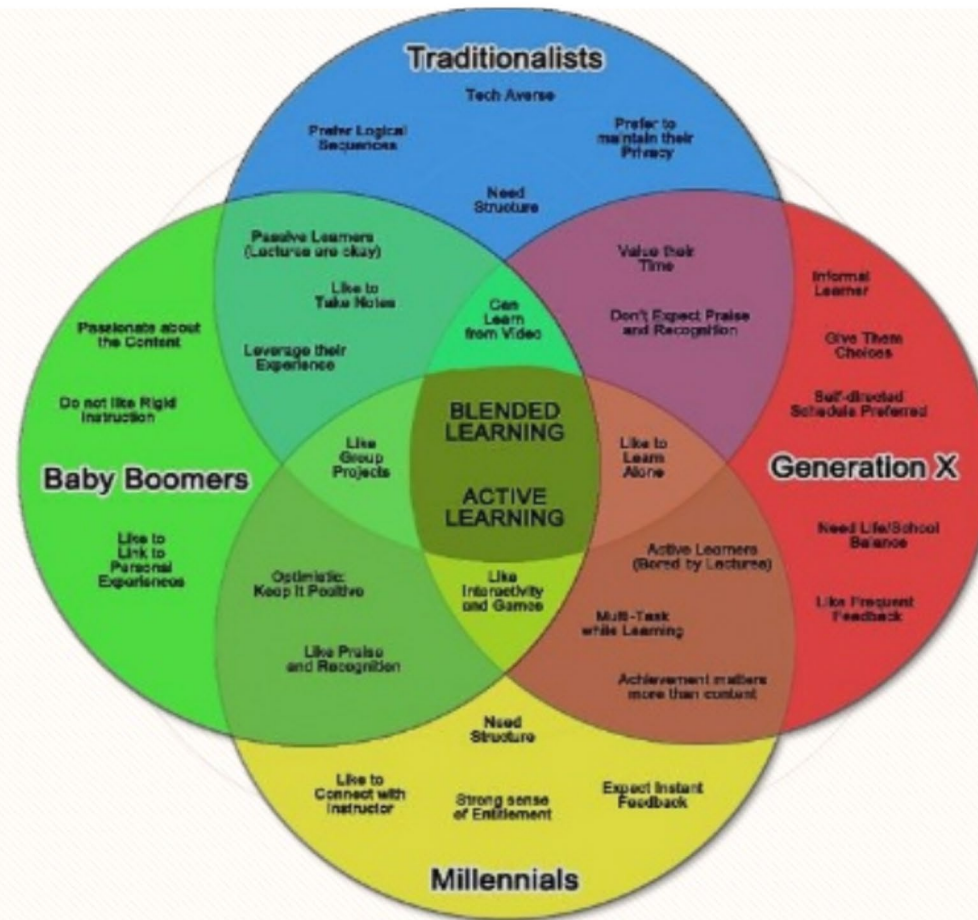 Traditionalists
Tech Averse
Prefer Logical
Sequences
Prefer to
maintain their
Privacy
Need
Structure
Passive Learners
(Lectures are okay)
Like to
Take Notes
Leverage their
Experience
Can
Learn
from Video
Value their
Time
Don't Expect Praise
and Recognition
Passionate about
the Content
Do not like Rigid
Instruction
Baby Boomers
Like to
Link to
Personal
Experiences
Informal
Learner
Give Them
Choices
Self-directed
Schedule Preferred
Generation X
Need Life/School
Balance
Like Frequent
Feedback
Like
Group
Projects
BLENDED
LEARNING
ACTIVE
LEARNING
Like to
Learn
Alone
Optimistic:
Keep It Positive
Like Praise
and Recognition
Like
Interactivity
and Games
Active Learners
(Bored by Lectures)
Multi-Task
while Learning
Achievement matters
more than content
Need
Structure
Like to
Connect with
Instructor
Strong sense
of Entitlement
Expect Instant
Feedback
Millennials